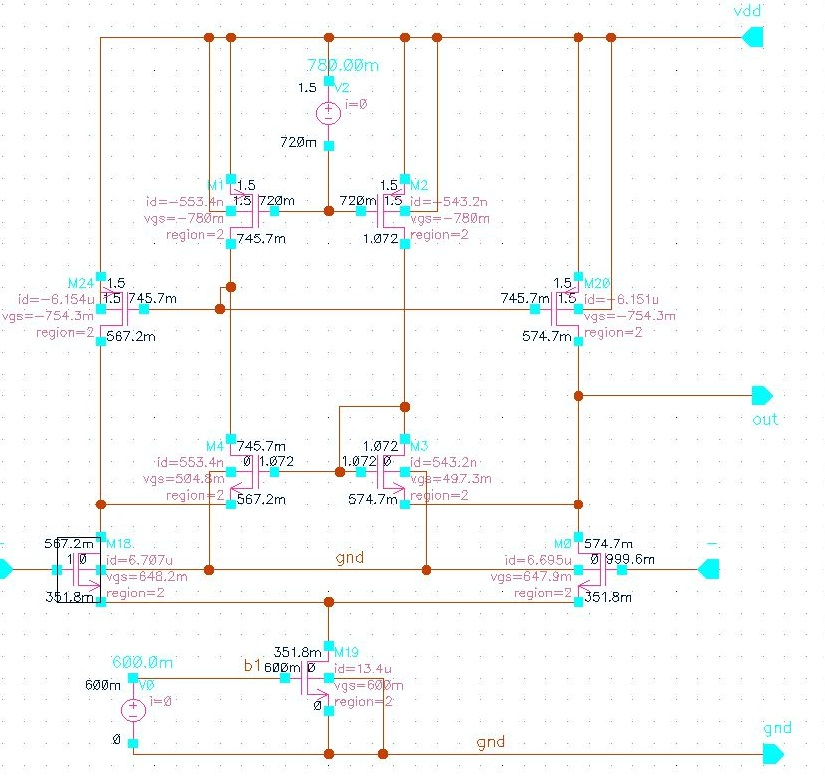 vdd
780.00m
1.5 V2
i=0
720m
M1 1.5
id=-553.4n 1.5 720m
vgs=-780m
region=2
745.7m
1.5 M2
720m 1.5 id=-543.2n
vgs=-780m
region=2
1.072
M24 1.5
id=-6.154u 1.5 745.7m
vgs=-754.3m
region=2
567.2m
1.5 M20
745.7m 1.5 id=-6.151u
vgs=-754.3m
region=2
574.7m
out
M4 745.7m
id=553.4n 0 1.072
vgs=504.8m
region=2
567.2m
1.072 M3
1.072 0 id=543.2n
vgs=497.3m
region=2
574.7m
567.2m M18
1 0 id=6.707u
vgs=648.2m
region=2
351.8m
gnd
M0 574.7m
id=6.695u 0 999.6m
vgs=647.9m
region=2
351.8m
351.8m M19
b1 600m 0 id=13.4u
vgs=600m
region=2
0
600.0m
600m V0
i=0
0
gnd
gnd